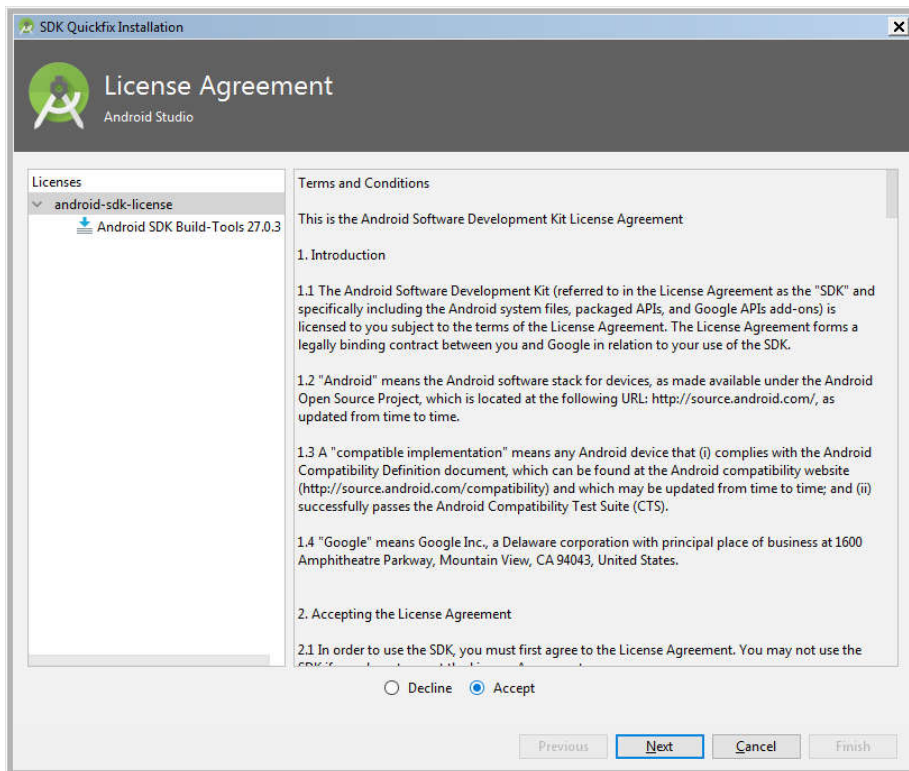 SDK Quickfix Installation
License Agreement
Android Studio
Licenses
android-sdk-license
Android SDK Build-Tools 27.0.3
Terms and Conditions
This is the Android Software Development Kit License Agreement
1. Introduction
1.1 The Android Software Development Kit (referred to in the License Agreement as the "SDK" and
specifically including the Android system files, packaged APIs, and Google APIs add-ons) is
licensed to you subject to the terms of the License Agreement. The License Agreement forms a
legally binding contract between you and Google in relation to your use of the SDK.
1.2 "Android" means the Android software stack for devices, as made available under the Android
Open Source Project, which is located at the following URL: http://source.android.com/, as
updated from time to time.
1.3 A "compatible implementation" means any Android device that (i) complies with the Android
Compatibility Definition document, which can be found at the Android compatibility website
(http://source.android.com/compatibility) and which may be updated from time to time; and (ii)
successfully passes the Android Compatibility Test Suite (CTS).
1.4 "Google" means Google Inc., a Delaware corporation with principal place of business at 1600
Amphitheatre Parkway, Mountain View, CA 94043, United States.
2. Accepting the License Agreement
2.1 In order to use the SDK, you must first agree to the License Agreement. You may not use the
Decline
Accept
Previous
Next
Cancel
Finish